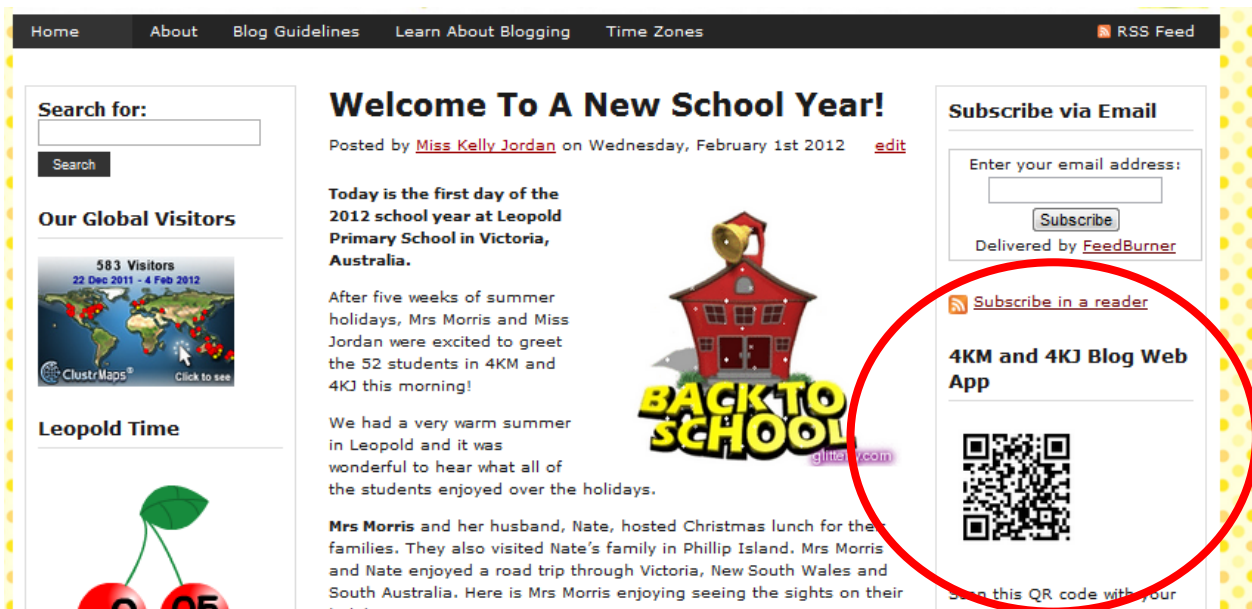 Home About Blog Guidelines Learn About Blogging Time Zones RSS Feed
Search for:
Search
Our Global Visitors
583 Visitors
22 Dec 2011 - 4 Feb 2012
ClustrMaps® Click to see
Leopold Time
05
Welcome To A New School Year!
Posted by Miss Kelly Jordan on Wednesday, February 1st 2012 edit
Today is the first day of the
2012 school year at Leopold
Primary School in Victoria,
Australia.
After five weeks of summer
holidays, Mrs Morris and Miss
Jordan were excited to greet
the 52 students in 4KM and
4KJ this morning!
We had a very warm summer
in Leopold and it was
wonderful to hear what all of
the students enjoyed over the holidays.
BACK TO
SCHOOL
Mrs Morris and her husband, Nate, hosted Christmas lunch for their
families. They also visited Nate's family in Phillip Island. Mrs Morris
and Nate enjoyed a road trip through Victoria, New South Wales and
South Australia. Here is Mrs Morris enjoying seeing the sights on their
Subscribe via Email
Enter your email address:
Subscribe
Delivered by FeedBurner
Subscribe in a reader
4KM and 4KJ Blog Web
App
Scan this QR code with your